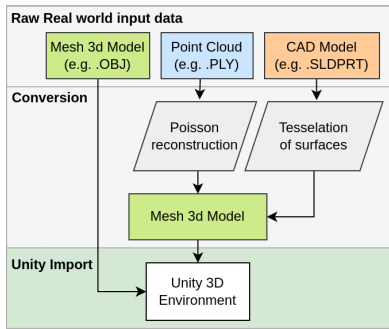 Raw Real world input data
Mesh 3d Model
(e.g. .OBJ)
Point Cloud
(e.g. .PLY)
CAD Model
(e.g. .SLDPRT)
Conversion
Poisson
reconstruction
Tesselation
of surfaces
Mesh 3d Model
Unity Import
Unity 3D
Environment